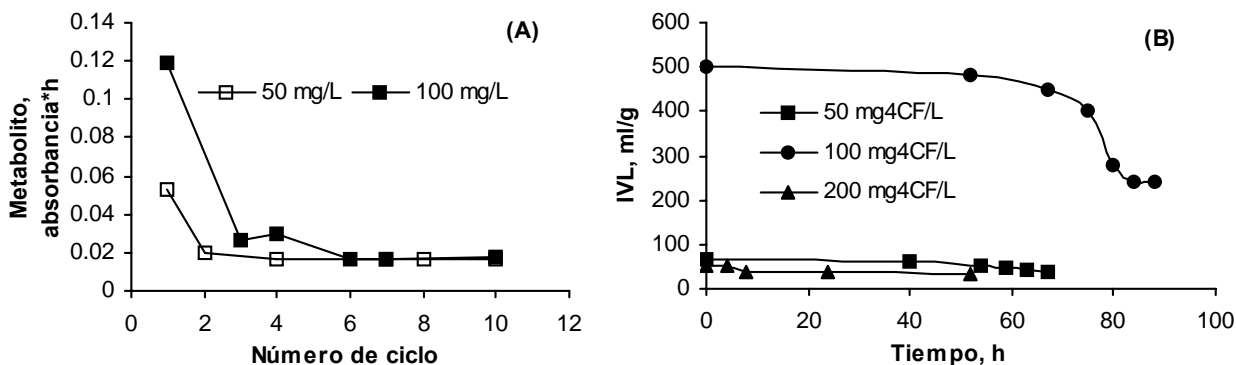 (A)
Metabolito,
absorbancia*h
0.14
0.12
0.1
0.08
0.06
0.04
0.02
0
50 mg/L
100 mg/L
0 2 4 6 8 10 12
Número de ciclo
(B)
IVL, ml/g
600
500
400
300
200
100
0
50 mg4CF/L
100 mg4CF/L
200 mg4CF/L
0 20 40 60 80 100
Tiempo, h